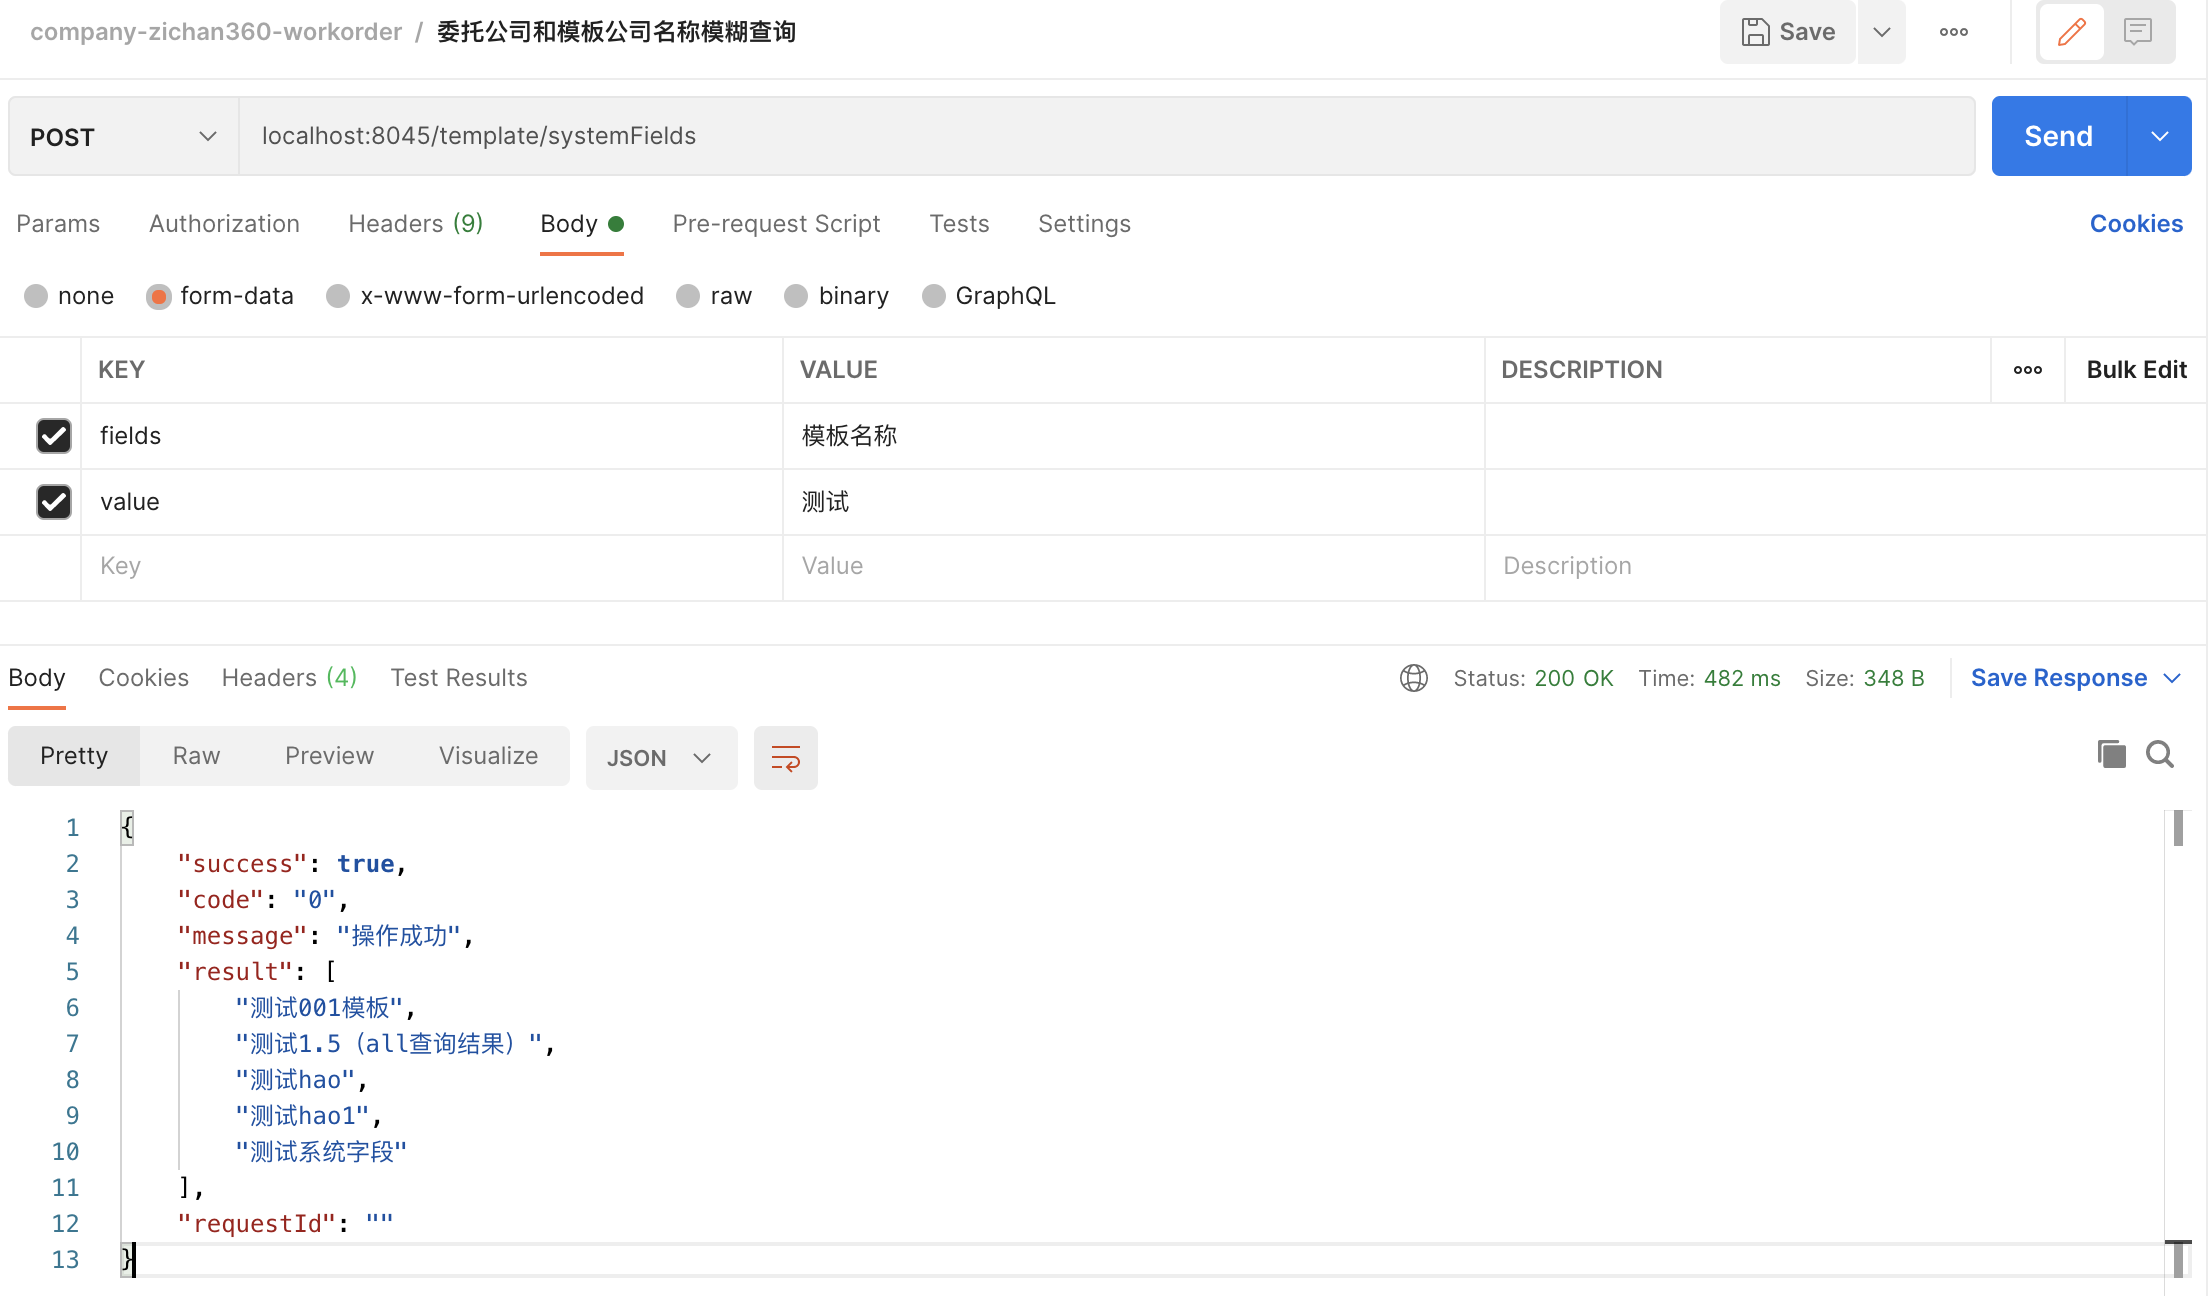 company-zichan360-workorder / 委托公司和模板公司名称模糊查询
Save
POST
localhost:8045/template/systemFields
Send
Params Authorization Headers (9) Body Pre-request Script Tests Settings Cookies
none form-data x-www-form-urlencoded raw binary GraphQL
KEY VALUE DESCRIPTION Bulk Edit
fields 模板名称
value 测试
Key Value Description
Body Cookies Headers (4) Test Results Status: 200 OK Time: 482 ms Size: 348 B Save Response
Pretty Raw Preview Visualize JSON
1 {
2 "success": true,
3 "code": "0",
4 "message": "操作成功",
5 "result": [
6 "测试001模板",
7 "测试1.5（all查询结果）",
8 "测试hao",
9 "测试hao1",
10 "测试系统字段"
11 ],
12 "requestId": ""
13 }